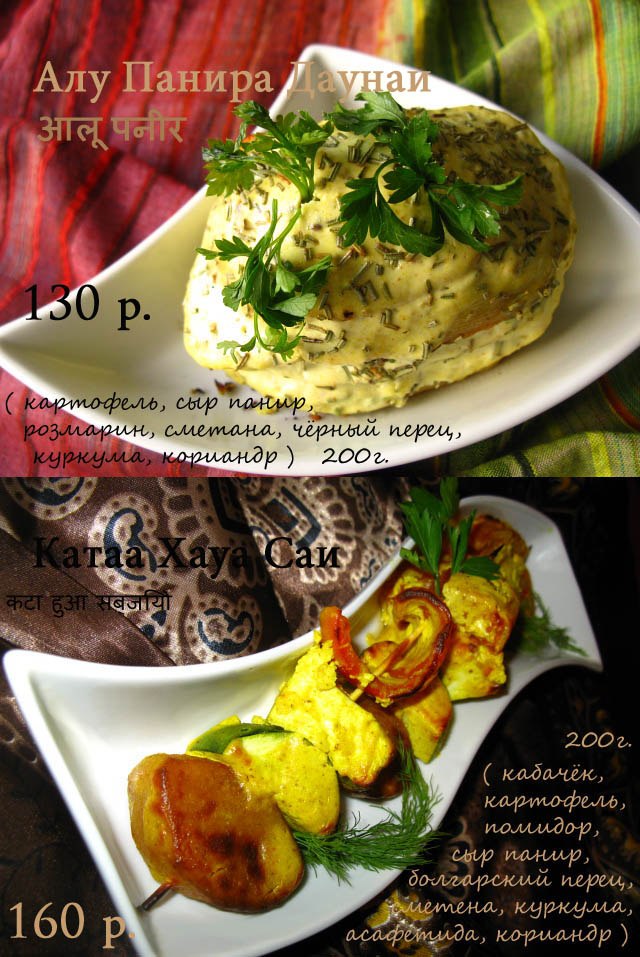 Алу Панира Даунаи
आलू पनीर
130 р.
( картофель, сыр панир,
розмарин, сметана, чёрный перец,
куркума, кориандр ) 200г.
Катаа Хауа Саи
कटा हुआ सबजियाों
200г.
( кабачёк,
картофель,
помидор,
сыр панир,
болгарский перец,
сметена, куркума,
асафетида, кориандр )
160 р.